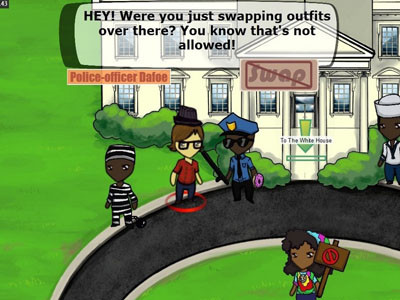 43
HEY! Were you just swapping outfits
over there? You know that's not
allowed!
Police-officer Dafoe
Swap
To The White House